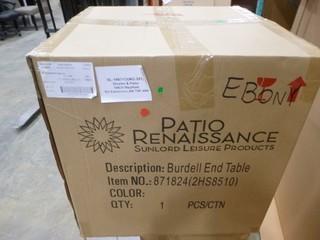 EBONY
PATIO
RENAISSANCE
SUNLORD LEISURE PRODUCTS
Description: Burdell End Table
Item NO.: 871824(2HS8510)
COLOR:
QTY: 1 PCS/CTN